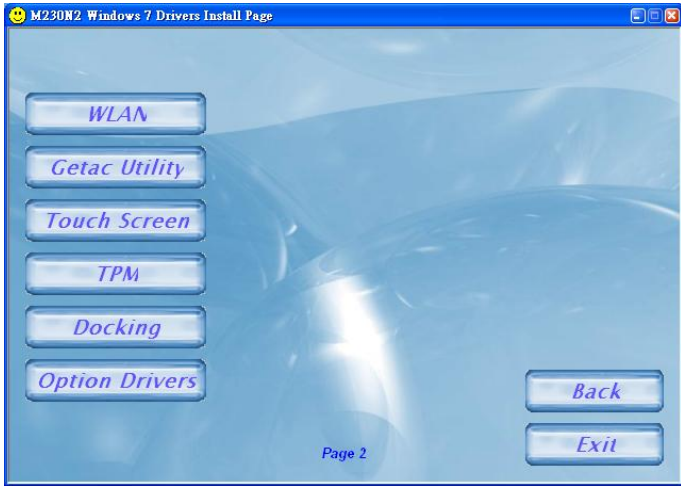 M230N2 Windows 7 Drivers Install Page
WLAN
Getac Utility
Touch Screen
TPM
Docking
Option Drivers
Back
Exit
Page 2